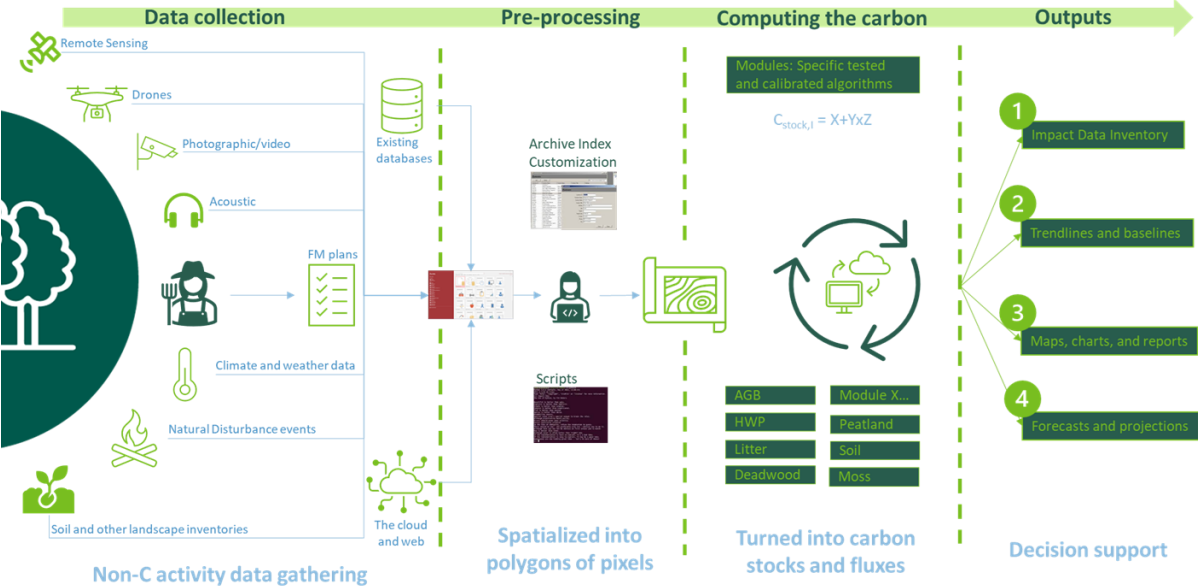 Data collection
Pre-processing
Computing the carbon
Outputs
Remote Sensing
Drones
Photographic/video
Acoustic
FM plans
Climate and weather data
Natural Disturbance events
Soil and other landscape inventories
Non-C activity data gathering
Existing
databases
The cloud
and web
Archive Index
Customization
Scripts
Spatialized into
polygons of pixels
Modules: Specific tested
and calibrated algorithms
Cstock,I = X+YxZ
AGB
Module X...
HWP
Peatland
Litter
Soil
Deadwood
Moss
Turned into carbon
stocks and fluxes
1
Impact Data Inventory
2
Trendlines and baselines
3
Maps, charts, and reports
4
Forecasts and projections
Decision support